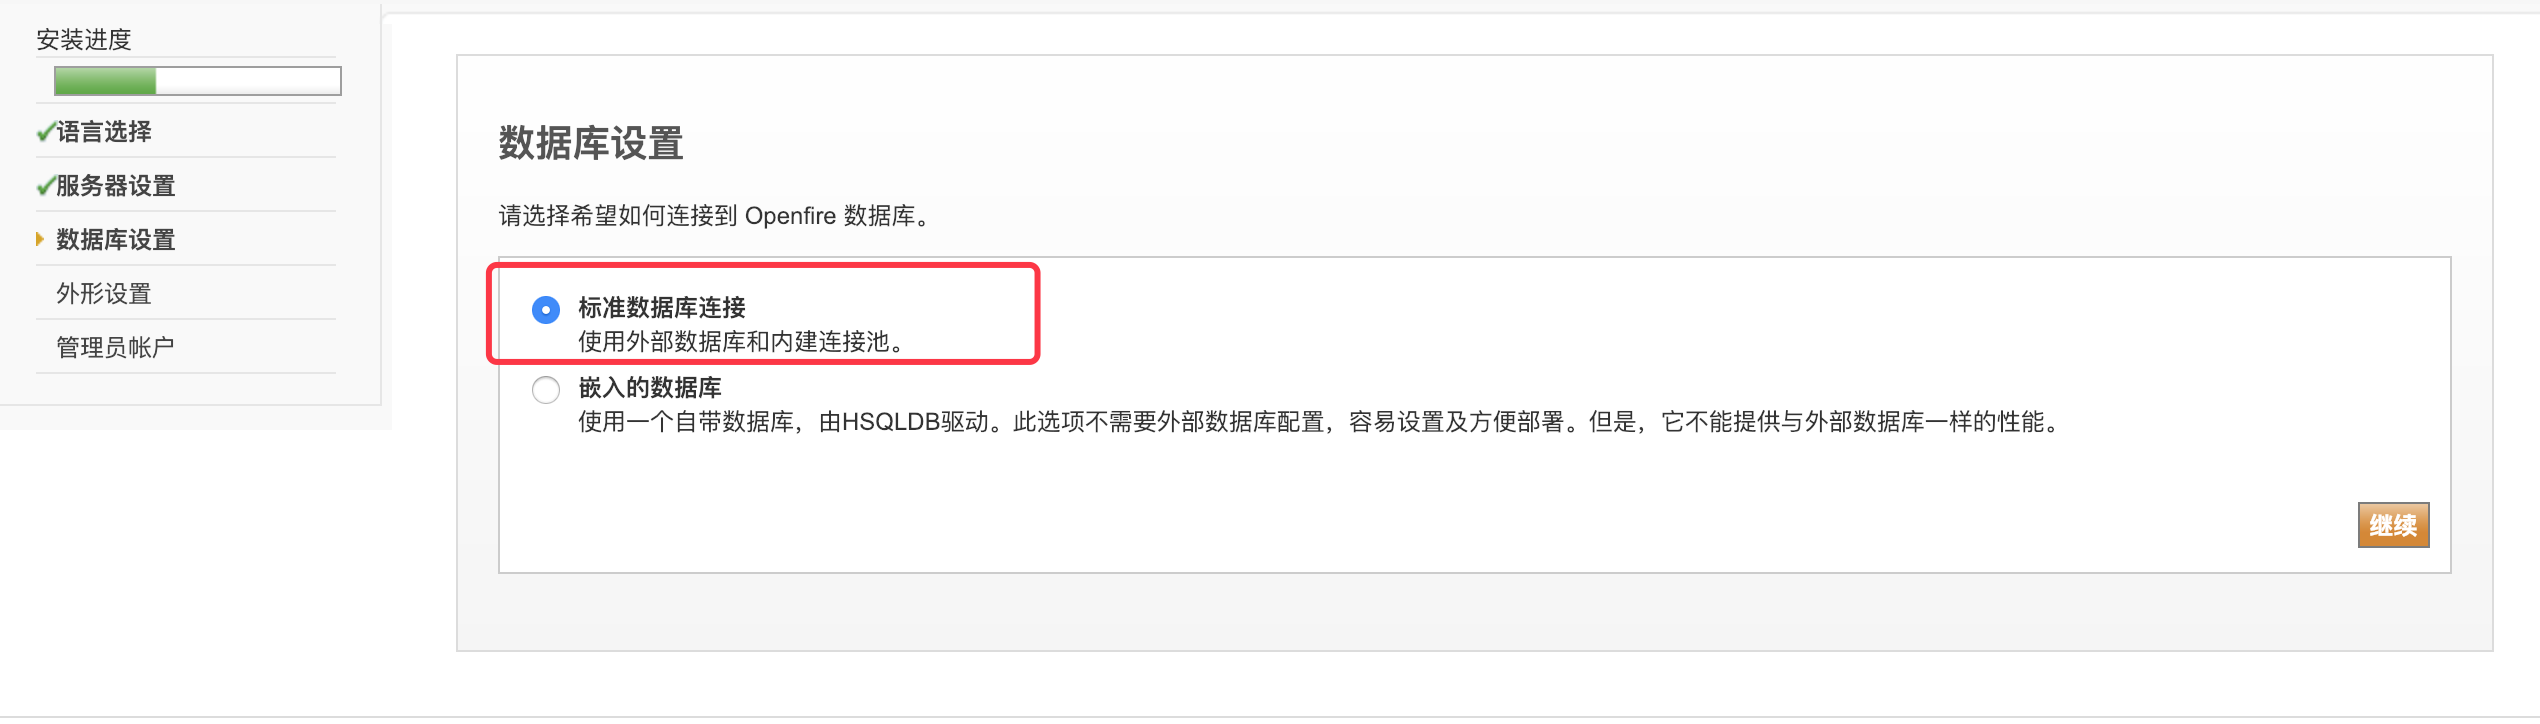 安装进度
语言选择
服务器设置
数据库设置
外形设置
管理员帐户
数据库设置
请选择希望如何连接到 Openfire 数据库。
标准数据库连接
使用外部数据库和内建连接池。
嵌入的数据库
使用一个自带数据库，由HSQLDB驱动。此选项不需要外部数据库配置，容易设置及方便部署。但是，它不能提供与外部数据库一样的性能。
继续